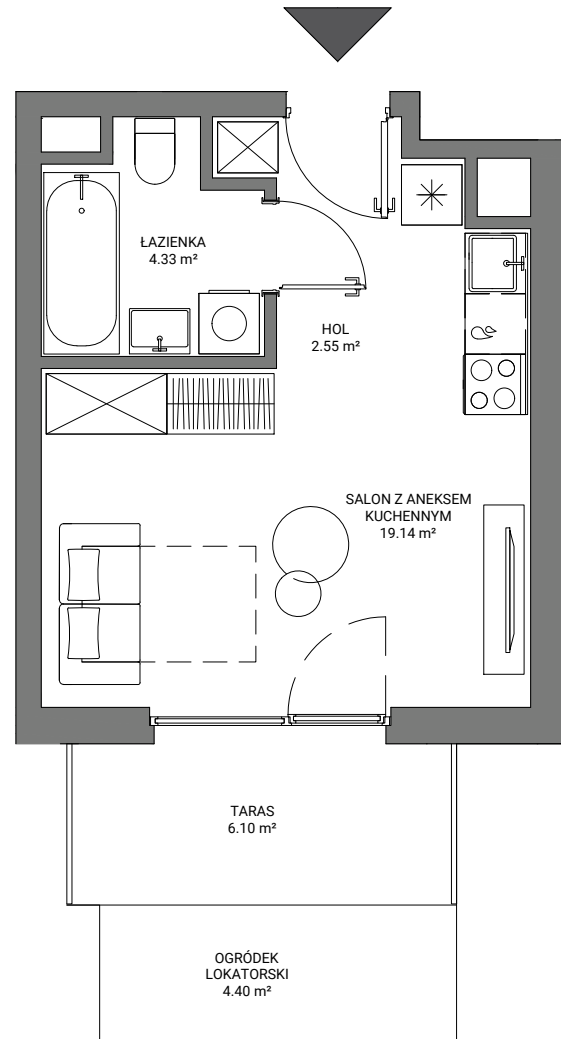 ŁAZIENKA
4.33 m²
HOL
2.55 m²
SALON Z ANEKSEM
KUCHENNYM
19.14 m²
TARAS
6.10 m²
OGRÓDEK
LOKATORSKI
4.40 m²